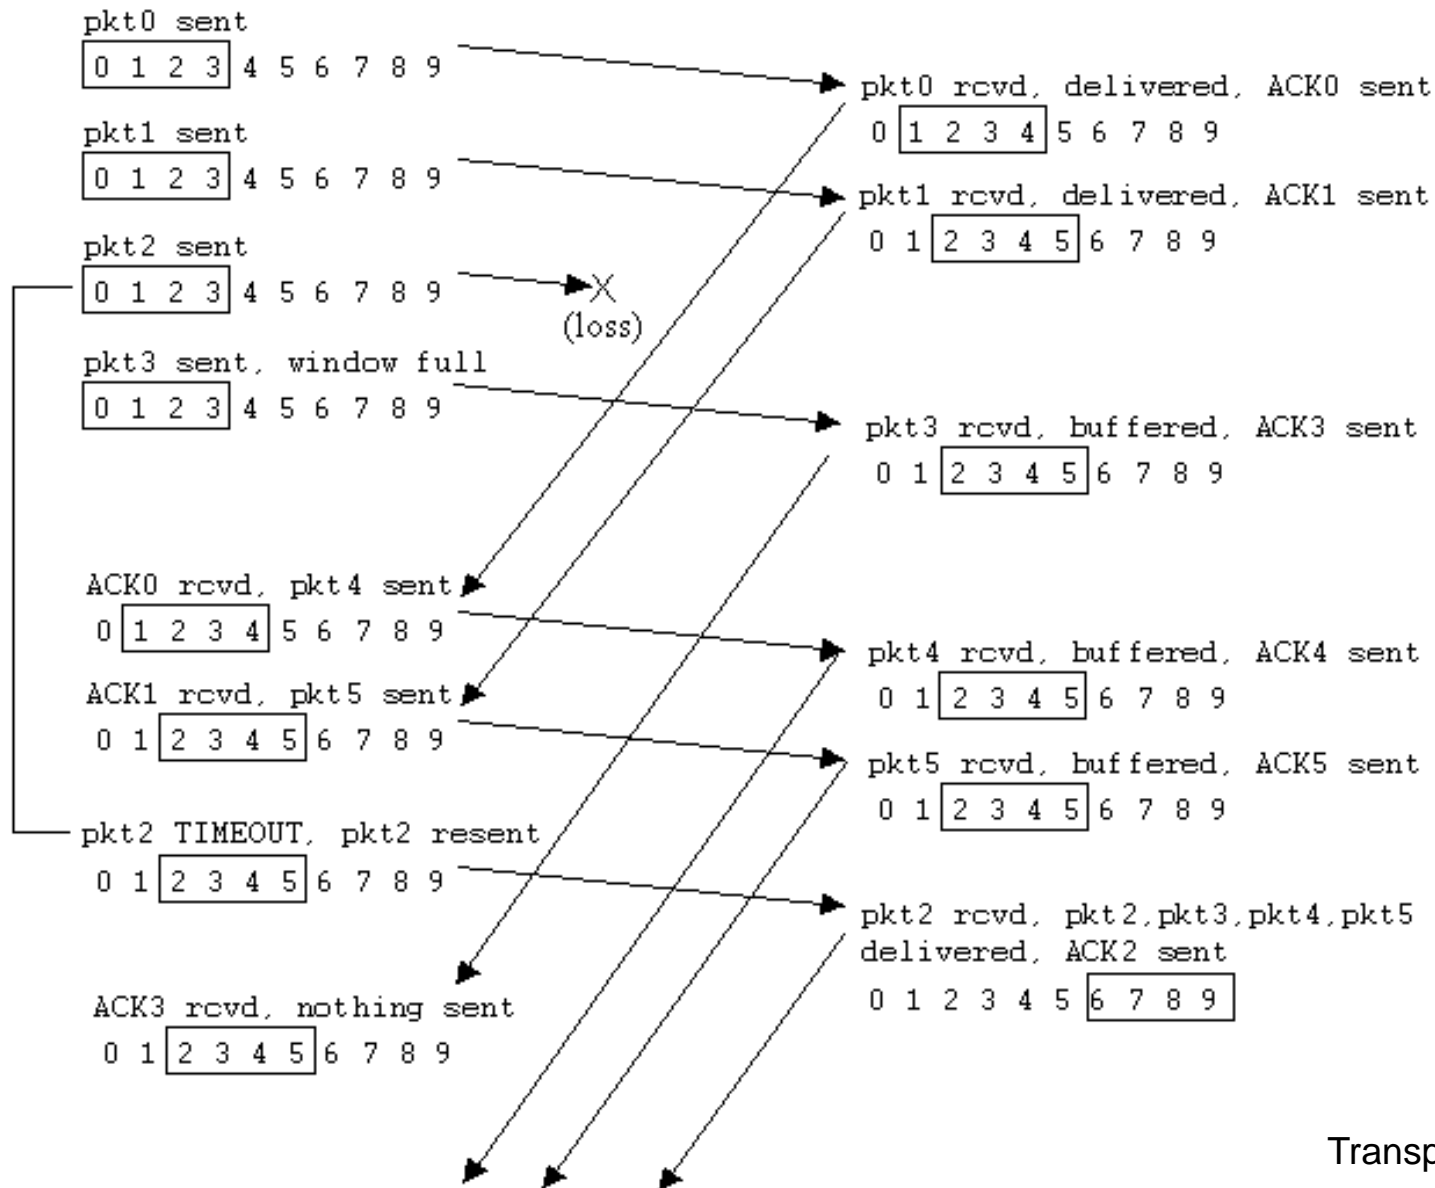 pkt0 sent
0 1 2 3 4 5 6 7 8 9
pkt0 rcvd, delivered, ACK0 sent
0 1 2 3 4 5 6 7 8 9
pkt1 sent
0 1 2 3 4 5 6 7 8 9
pkt1 rcvd, delivered, ACK1 sent
0 1 2 3 4 5 6 7 8 9
pkt2 sent
0 1 2 3 4 5 6 7 8 9
X
(loss)
pkt3 sent, window full
0 1 2 3 4 5 6 7 8 9
pkt3 rcvd, buffered, ACK3 sent
0 1 2 3 4 5 6 7 8 9
ACK0 rcvd, pkt4 sent
0 1 2 3 4 5 6 7 8 9
pkt4 rcvd, buffered, ACK4 sent
0 1 2 3 4 5 6 7 8 9
ACK1 rcvd, pkt5 sent
0 1 2 3 4 5 6 7 8 9
pkt5 rcvd, buffered, ACK5 sent
0 1 2 3 4 5 6 7 8 9
pkt2 TIMEOUT, pkt2 resent
0 1 2 3 4 5 6 7 8 9
pkt2 rcvd, pkt2,pkt3,pkt4,pkt5
delivered, ACK2 sent
0 1 2 3 4 5 6 7 8 9
ACK3 rcvd, nothing sent
0 1 2 3 4 5 6 7 8 9
Transp